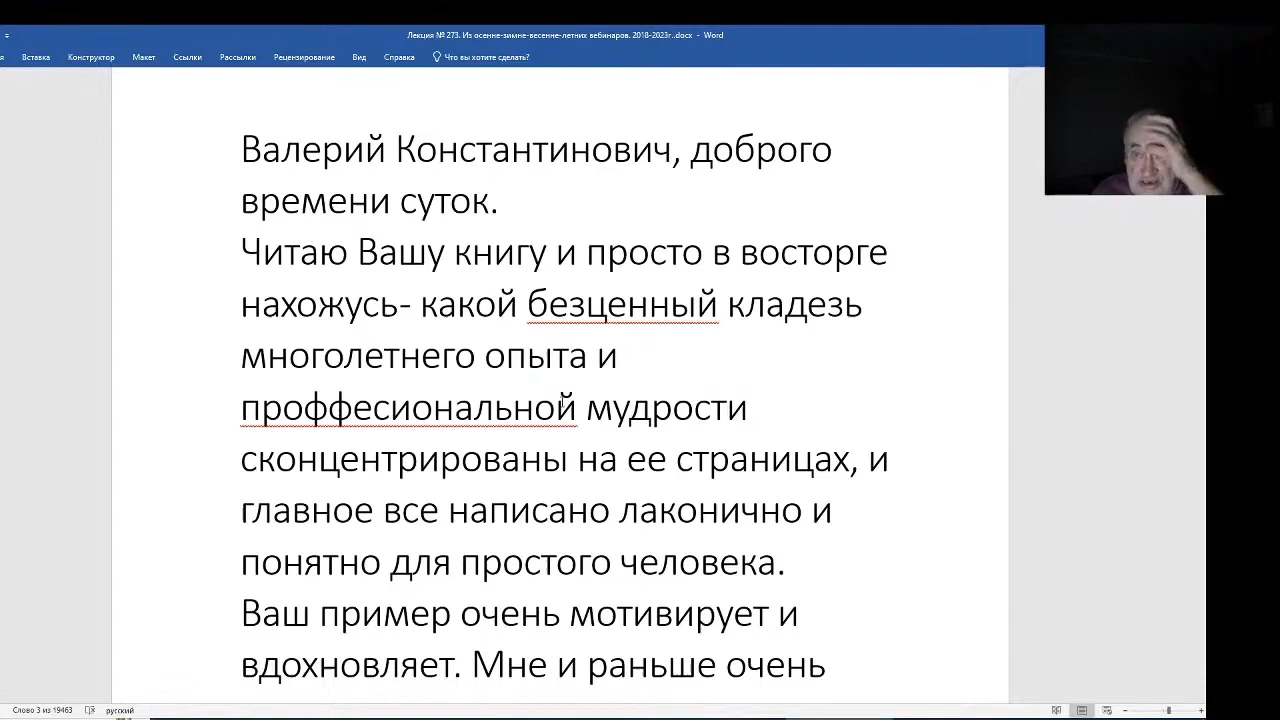 Лекция № 273. Из осенне-зимне-весенне-летних вебинаров. 2018-2023г..docx - Word
Вставка Конструктор Макет Ссылки Рассылки Рецензирование Вид Справка Что вы хотите сделать?
Валерий Константинович, доброго
времени суток.
Читаю Вашу книгу и просто в восторге
нахожусь- какой безценный кладезь
многолетнего опыта и
проффесиональной мудрости
сконцентрированы на ее страницах, и
главное все написано лаконично и
понятно для простого человека.
Ваш пример очень мотивирует и
вдохновляет. Мне и раньше очень
Слово 3 из 19463 русский